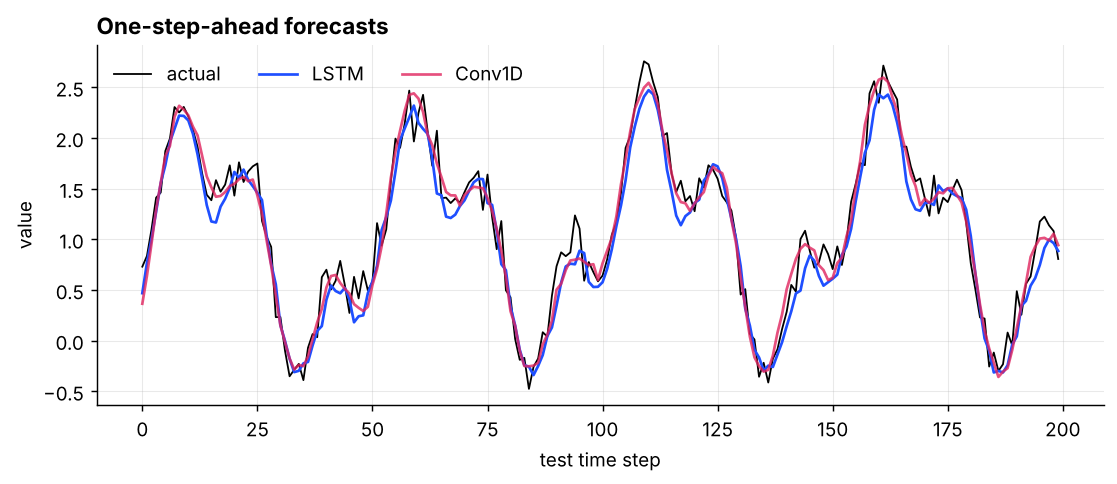 One-step-ahead forecasts
actual LSTM Conv1D
2.5
2.0
1.5
1.0
0.5
0.0
−0.5
value
0 25 50 75 100 125 150 175 200
test time step